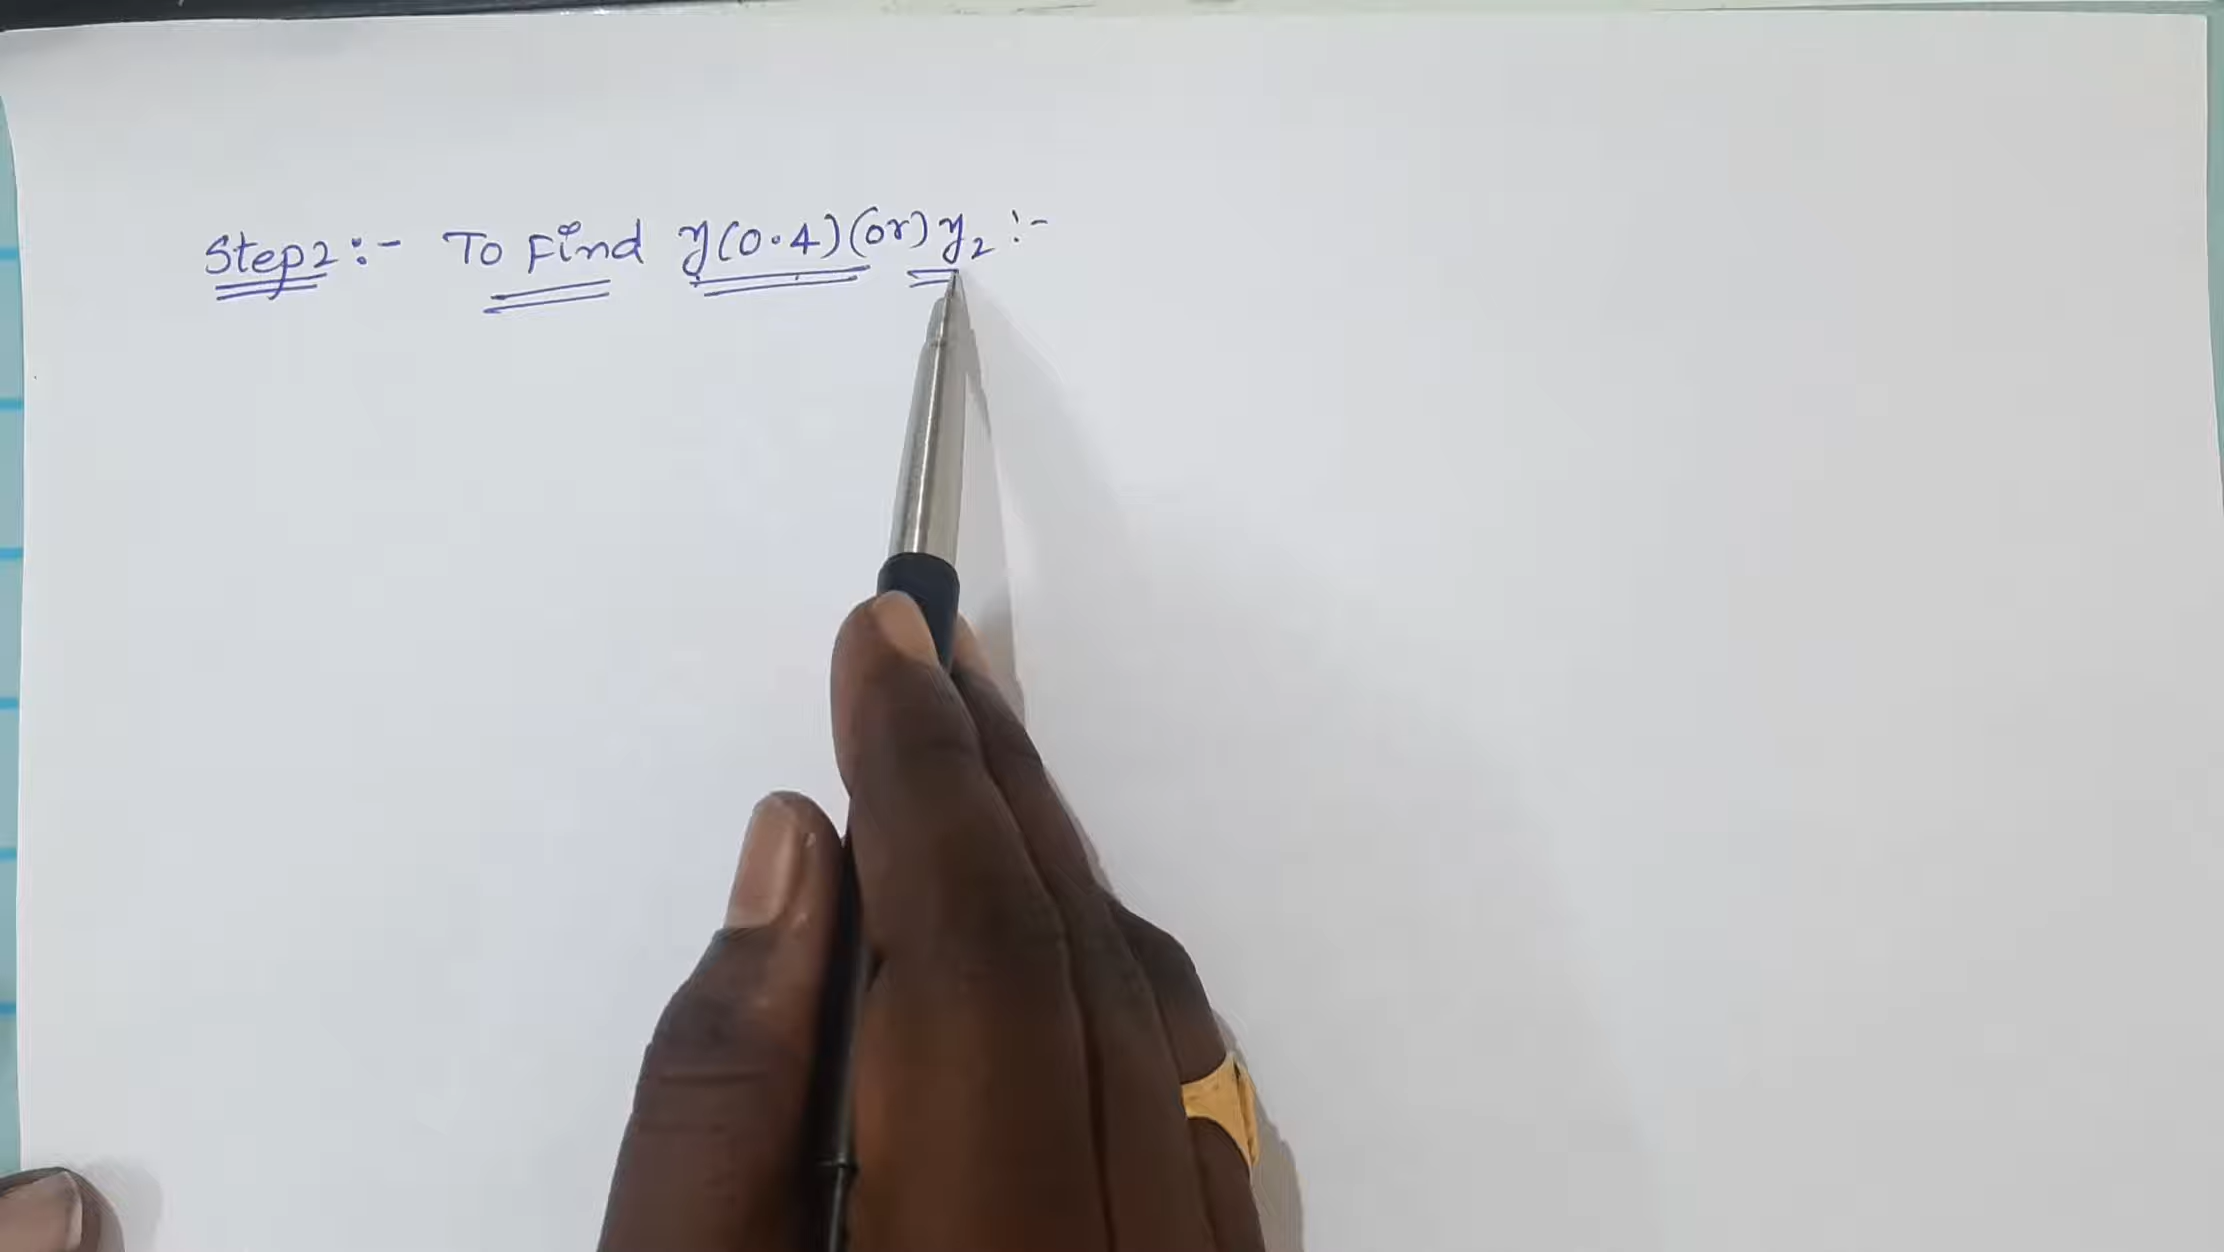 Step2:- To Find y(0.4)(or)y₂:-